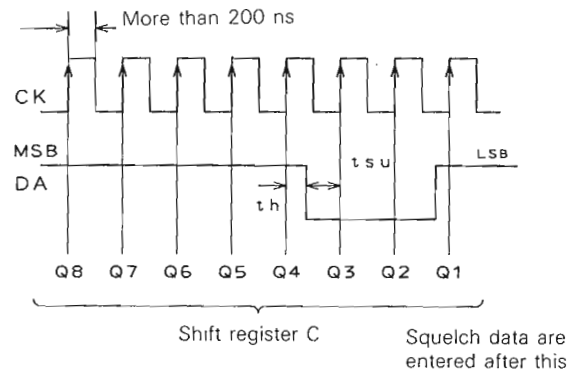 More than 200 ns
CK
MSB
DA
LSB
tsu
th
Q8 Q7 Q6 Q5 Q4 Q3 Q2 Q1
Shift register C
Squelch data are
entered after this